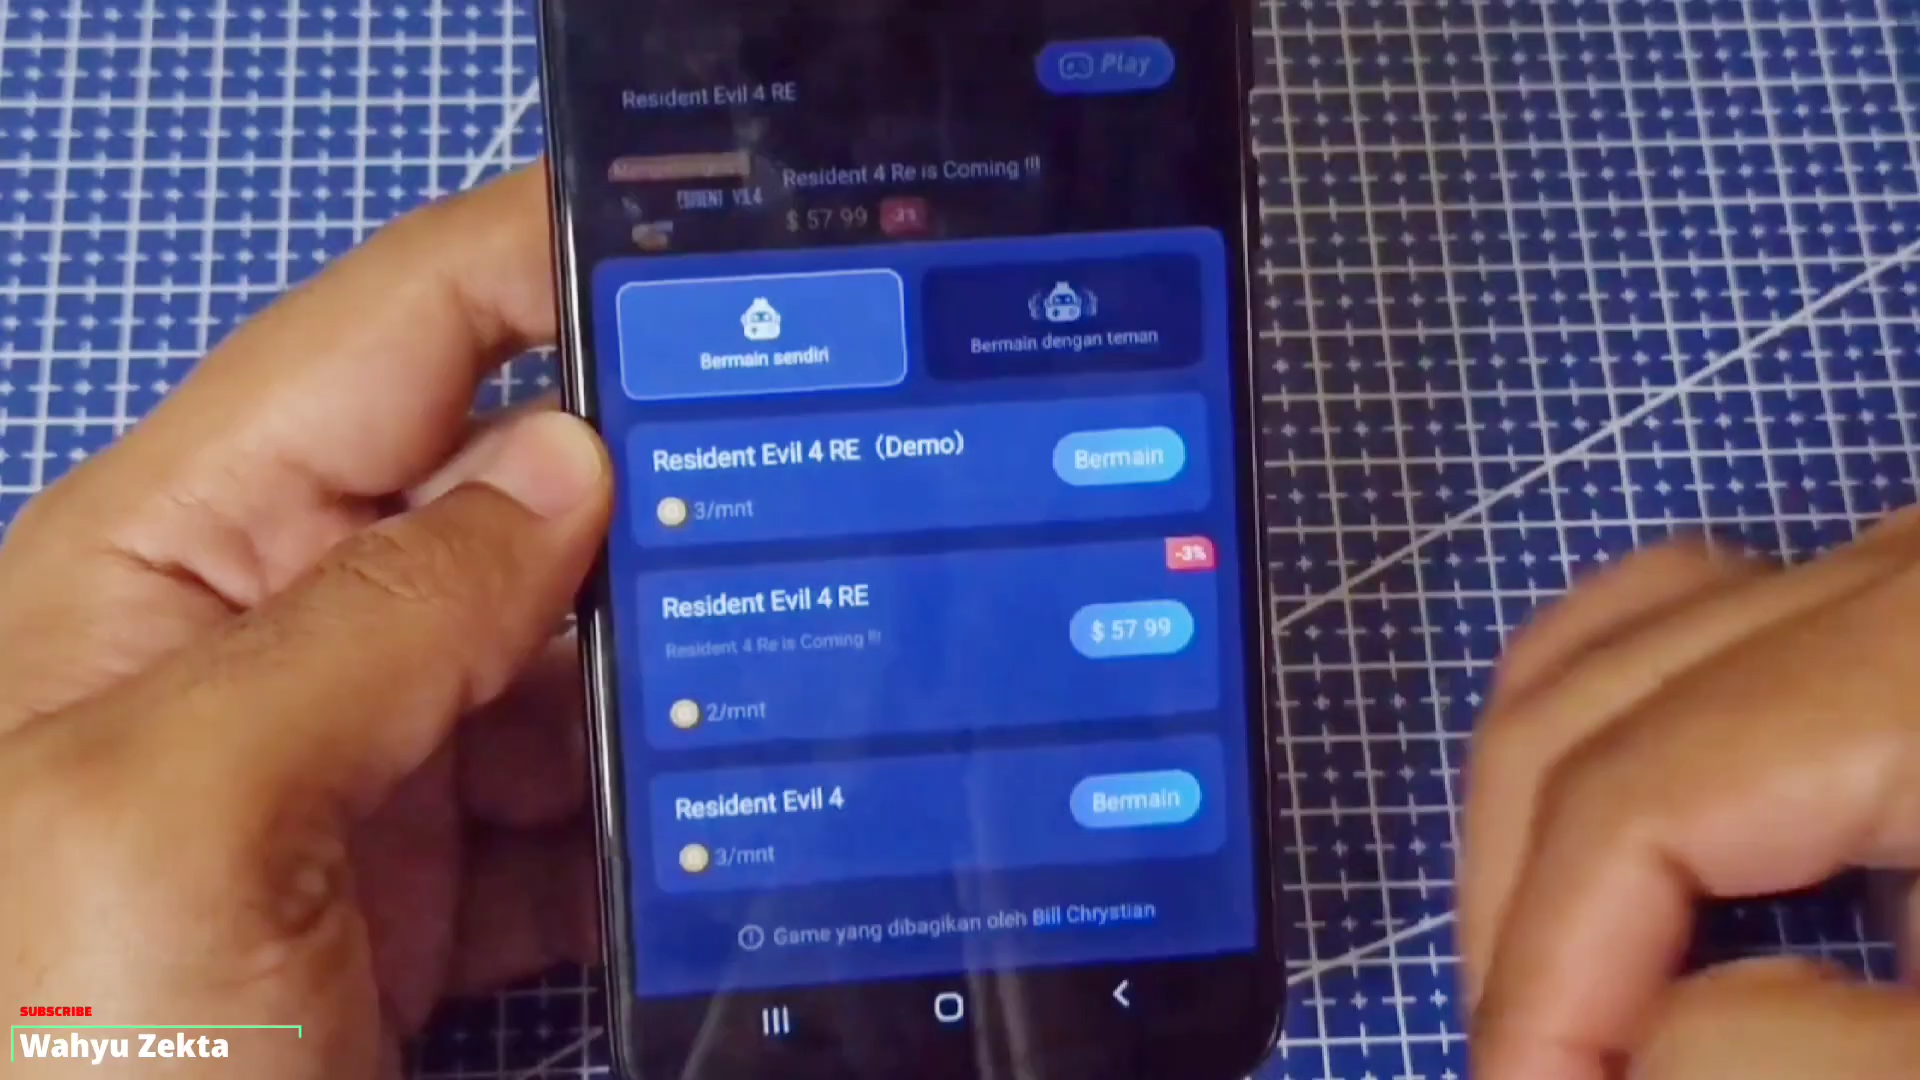 Play
Resident Evil 4 RE
Resident 4 Re is Coming !!!
$ 57 99 -3%
Bermain sendiri
Bermain dengan teman
Resident Evil 4 RE (Demo)
Bermain
3/mnt
-3%
Resident Evil 4 RE
Resident 4 Re is Coming !!!
$ 57 99
2/mnt
Resident Evil 4
Bermain
3/mnt
Game yang dibagikan oleh Bill Chrystian
SUBSCRIBE
Wahyu Zekta